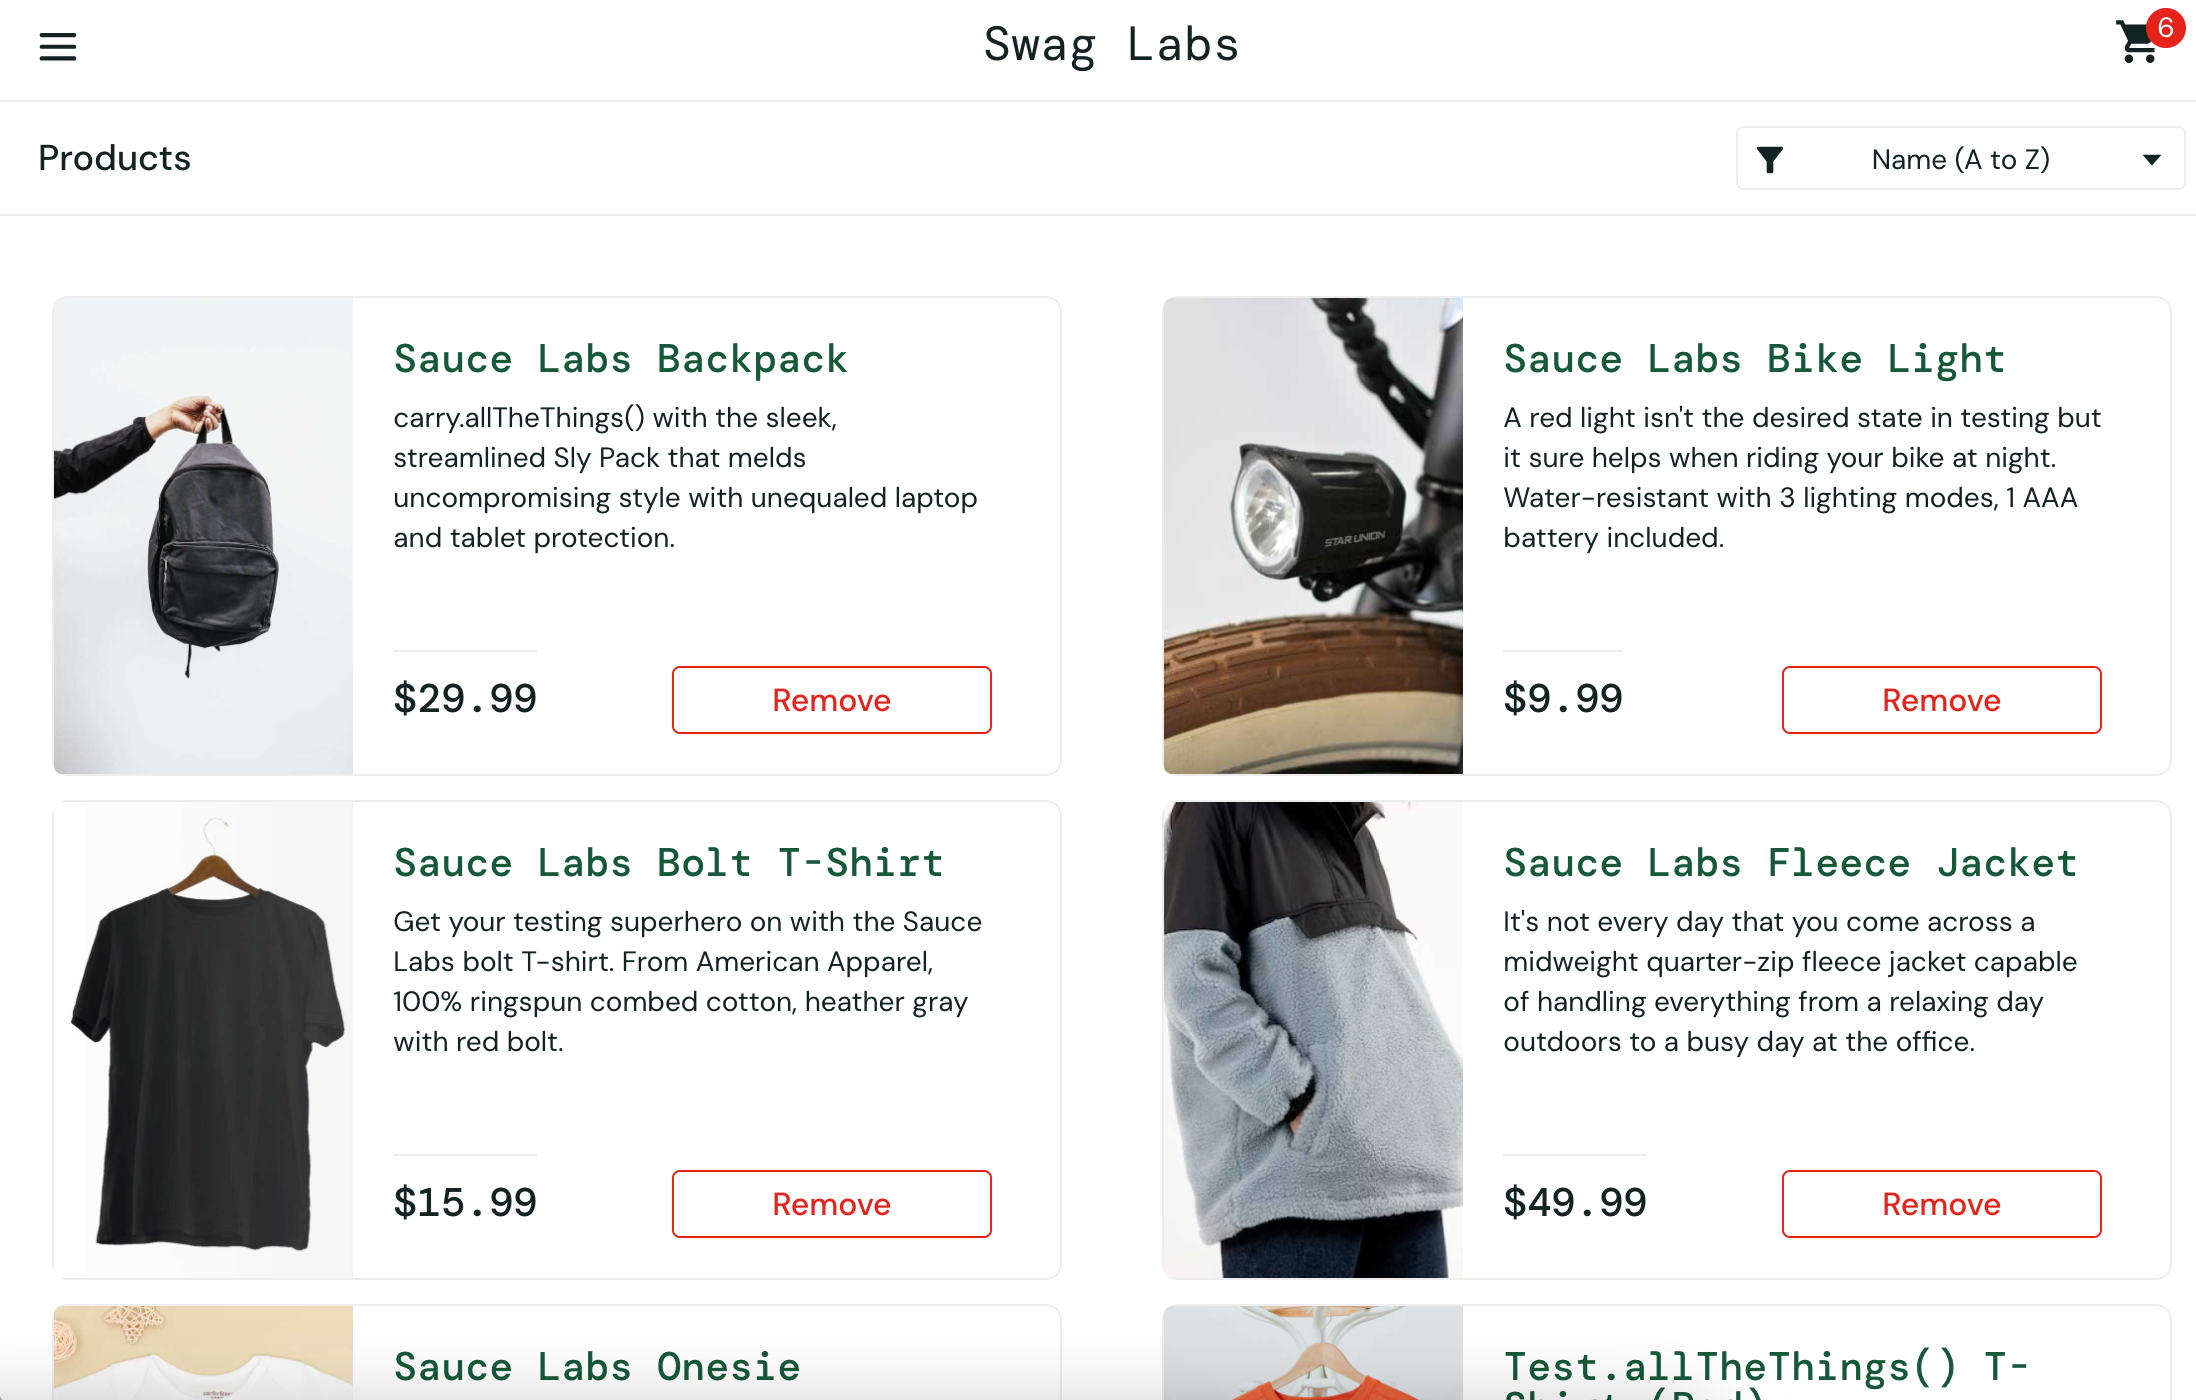 Swag Labs
6
Products
Name (A to Z)
Sauce Labs Backpack
carry.allTheThings() with the sleek,
streamlined Sly Pack that melds
uncompromising style with unequaled laptop
and tablet protection.
$29.99
Remove
Sauce Labs Bike Light
A red light isn't the desired state in testing but
it sure helps when riding your bike at night.
Water-resistant with 3 lighting modes, 1 AAA
battery included.
STAR UNION
$9.99
Remove
Sauce Labs Bolt T-Shirt
Get your testing superhero on with the Sauce
Labs bolt T-shirt. From American Apparel,
100% ringspun combed cotton, heather gray
with red bolt.
$15.99
Remove
Sauce Labs Fleece Jacket
It's not every day that you come across a
midweight quarter-zip fleece jacket capable
of handling everything from a relaxing day
outdoors to a busy day at the office.
$49.99
Remove
Sauce Labs Onesie
Test.allTheThings() T-
Shirt (Red)